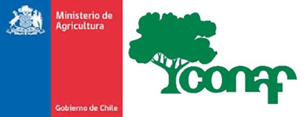 Ministerio de
Agricultura
Gobierno de Chile
conaf